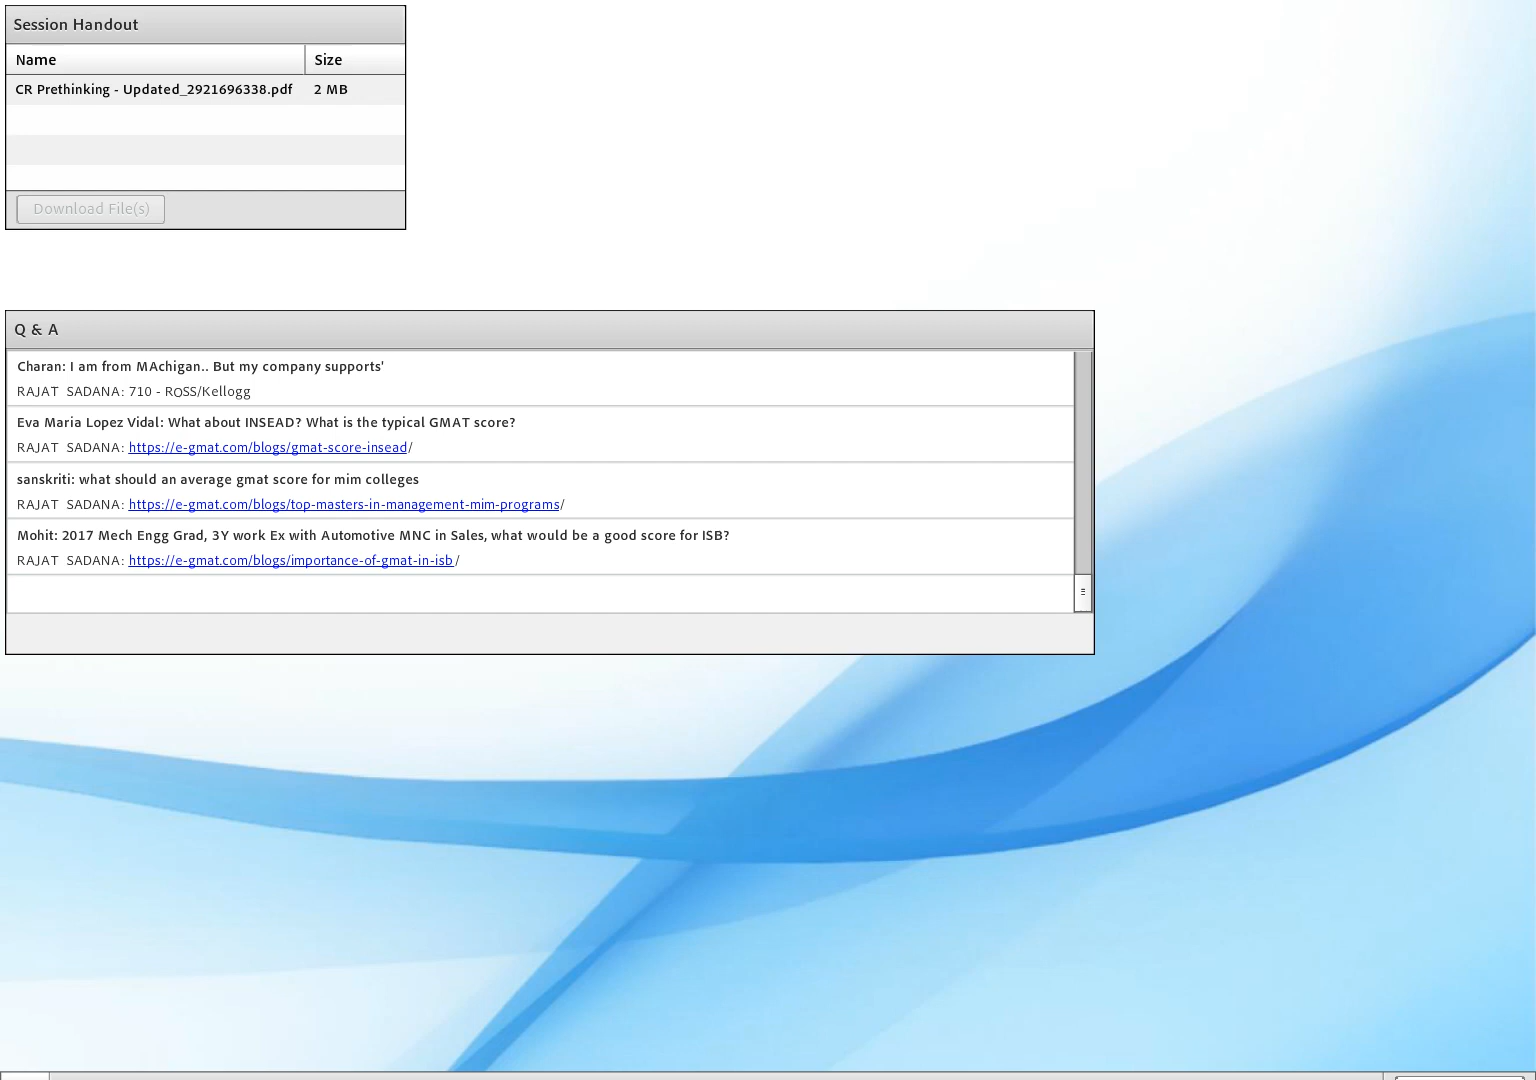 Session Handout
Name Size
CR Prethinking - Updated_2921696338.pdf 2 MB
Download File(s)
Q & A
Charan: I am from MAchigan.. But my company supports'
RAJAT SADANA: 710 - ROSS/Kellogg
Eva Maria Lopez Vidal: What about INSEAD? What is the typical GMAT score?
RAJAT SADANA: https://e-gmat.com/blogs/gmat-score-insead/
sanskriti: what should an average gmat score for mim colleges
RAJAT SADANA: https://e-gmat.com/blogs/top-masters-in-management-mim-programs/
Mohit: 2017 Mech Engg Grad, 3Y work Ex with Automotive MNC in Sales, what would be a good score for ISB?
RAJAT SADANA: https://e-gmat.com/blogs/importance-of-gmat-in-isb/